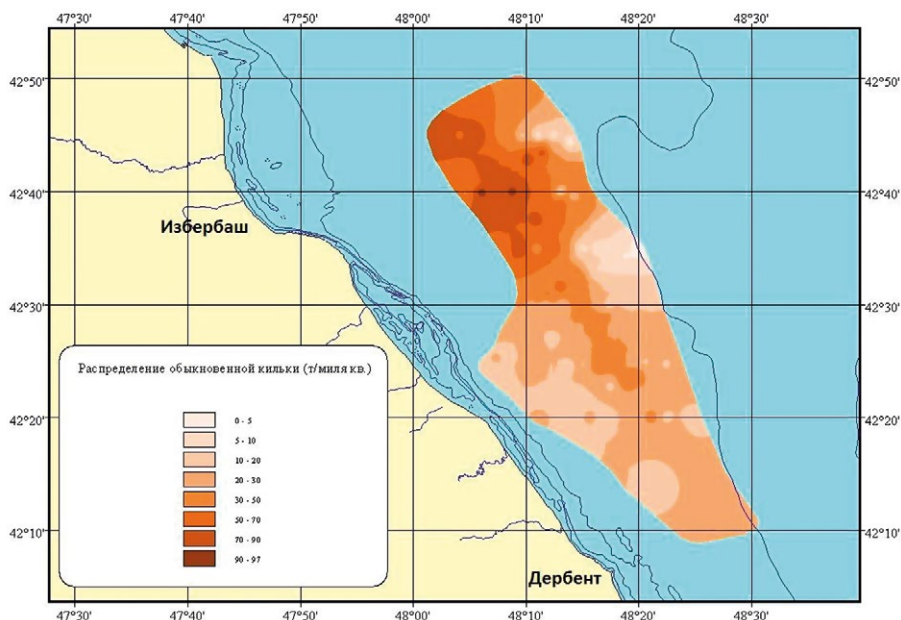 47°30' 47°40' 47°50' 48°00' 48°10' 48°20' 48°30'
42°50' 42°50'
42°40' 42°40'
Избербаш
42°30' 42°30'
Распределение обыкновенной кильки (т/миля кв.)
42°20' 42°20'
0 - 5
5 - 10
10 - 20
20 - 30
30 - 50
50 - 70
70 - 90
90 - 97
42°10' 42°10'
Дербент
47°30' 47°40' 47°50' 48°00' 48°10' 48°20' 48°30'